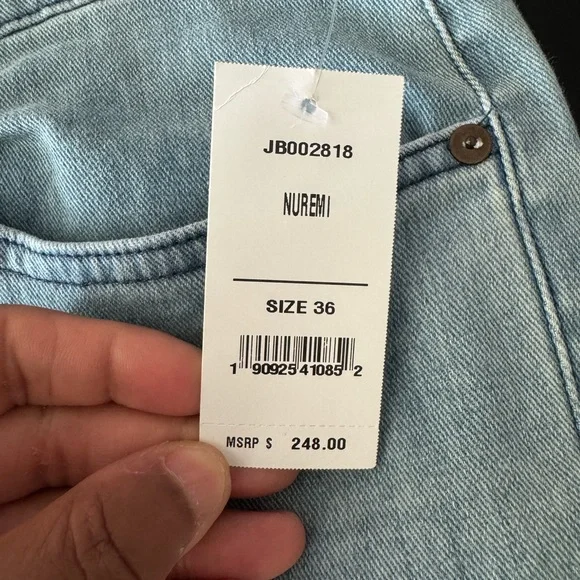 JB002818
NUREMI
SIZE 36
1 90925 41085 2
MSRP $ 248.00